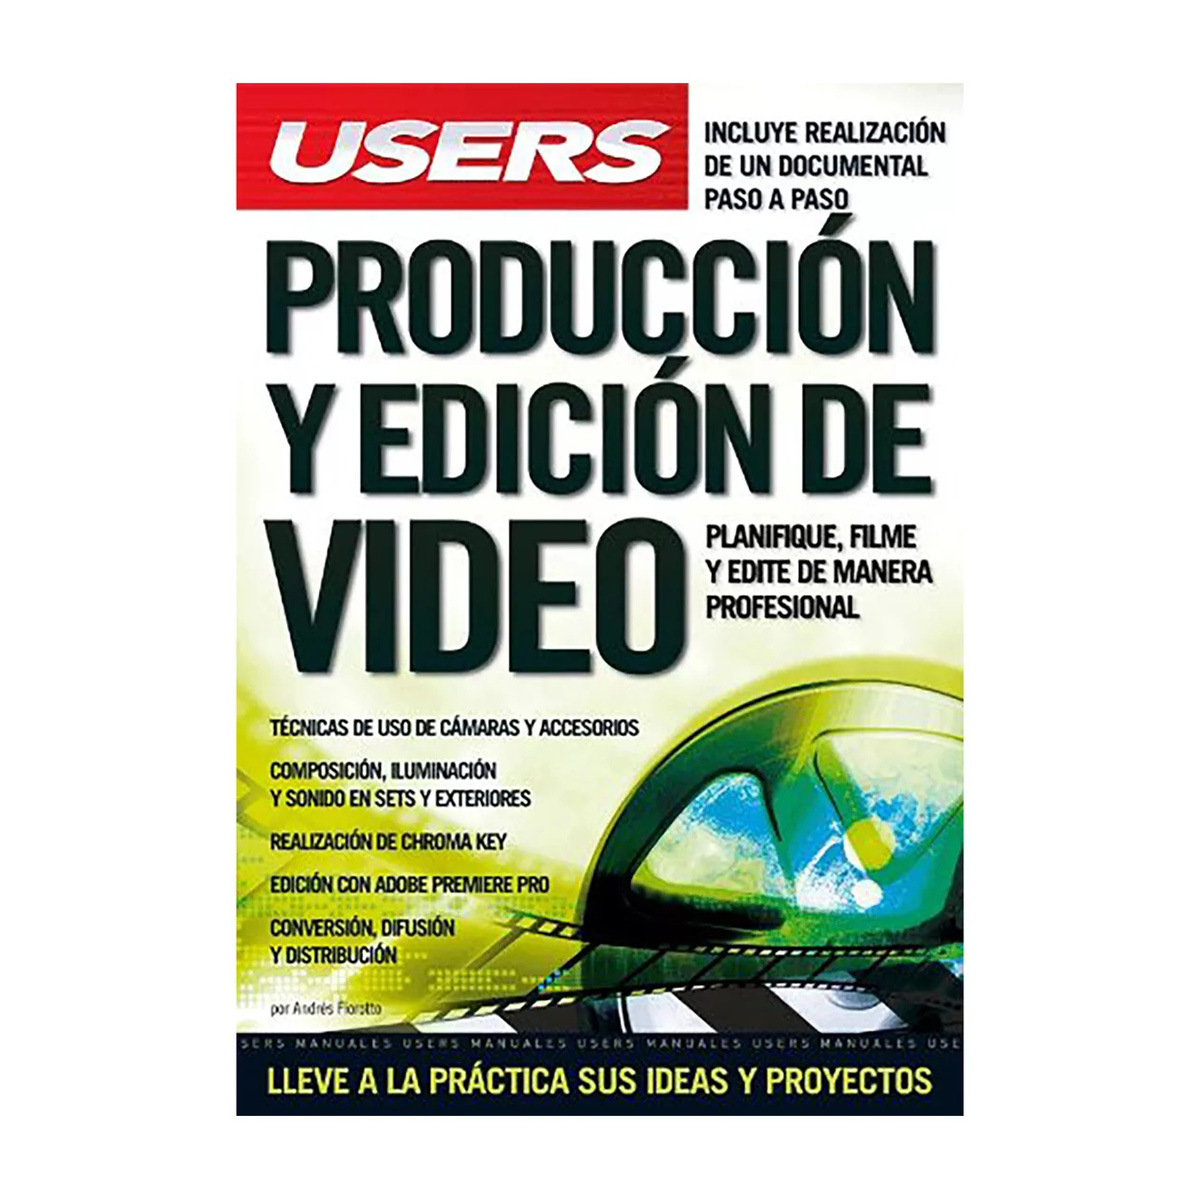 USERS
INCLUYE REALIZACIÓN
DE UN DOCUMENTAL
PASO A PASO
PRODUCCIÓN
Y EDICIÓN DE
VIDEO
PLANIFIQUE, FILME
Y EDITE DE MANERA
PROFESIONAL
TÉCNICAS DE USO DE CÁMARAS Y ACCESORIOS
COMPOSICIÓN, ILUMINACIÓN
Y SONIDO EN SETS Y EXTERIORES
REALIZACIÓN DE CHROMA KEY
EDICIÓN CON ADOBE PREMIERE PRO
CONVERSIÓN, DIFUSIÓN
Y DISTRIBUCIÓN
por Andrés Fiorotto
SERS MANUALES USERS MANUALES USERS MANUALES USERS MANUALES USE
LLEVE A LA PRÁCTICA SUS IDEAS Y PROYECTOS